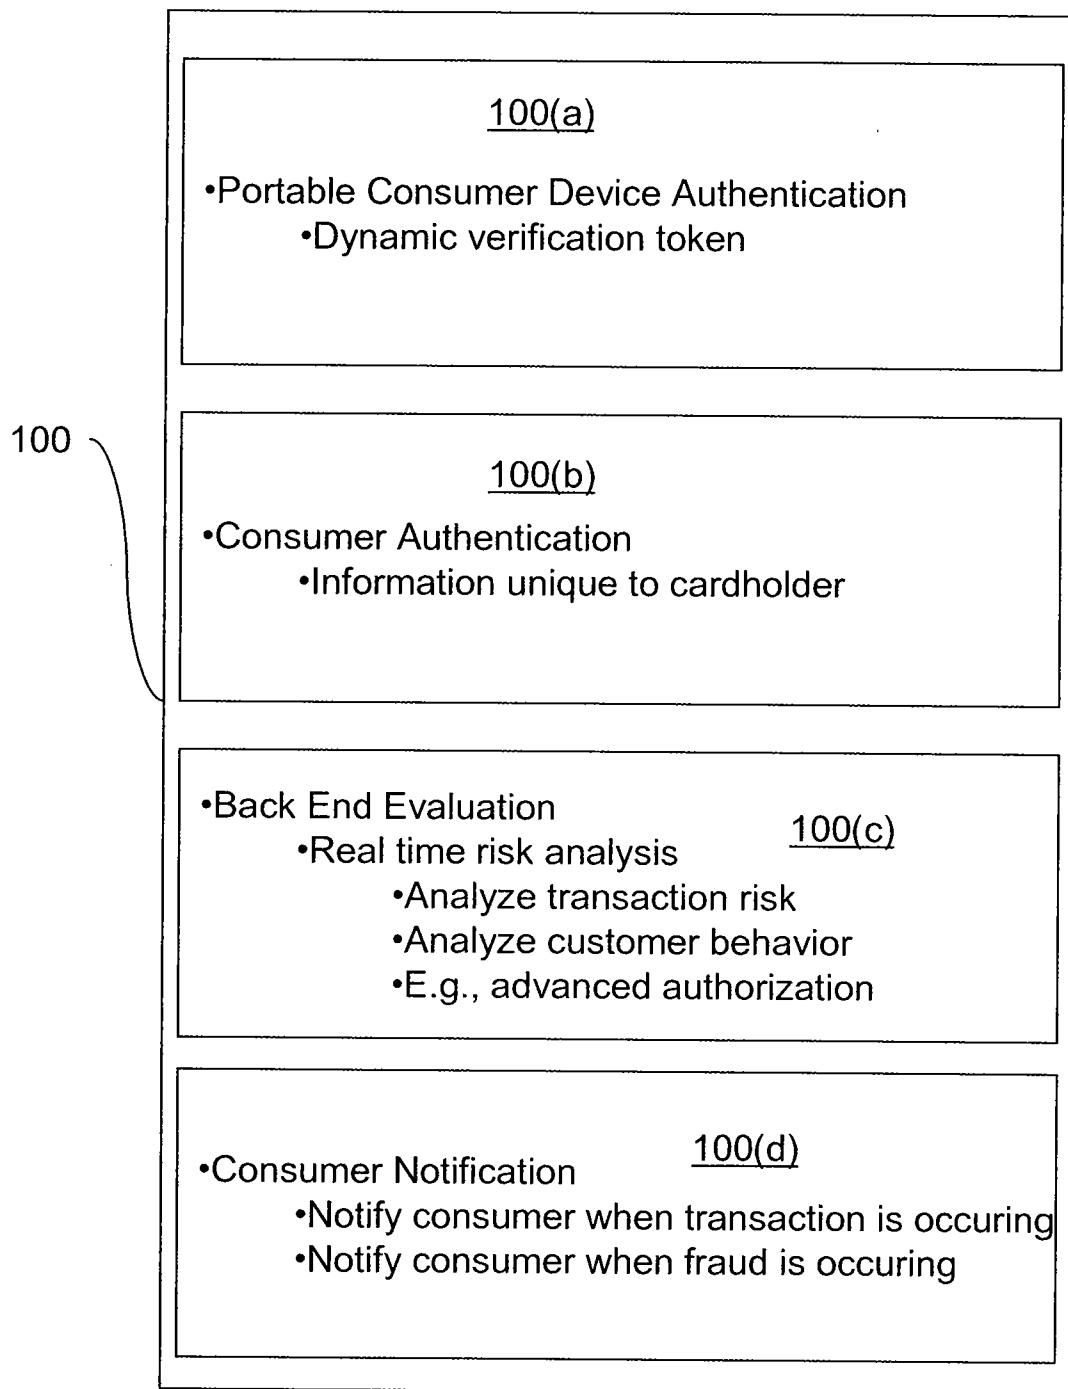 100(a)
•Portable Consumer Device Authentication
•Dynamic verification token
100
100(b)
•Consumer Authentication
•Information unique to cardholder
•Back End Evaluation
100(c)
•Real time risk analysis
•Analyze transaction risk
•Analyze customer behavior
•E.g., advanced authorization
100(d)
•Consumer Notification
•Notify consumer when transaction is occuring
•Notify consumer when fraud is occuring